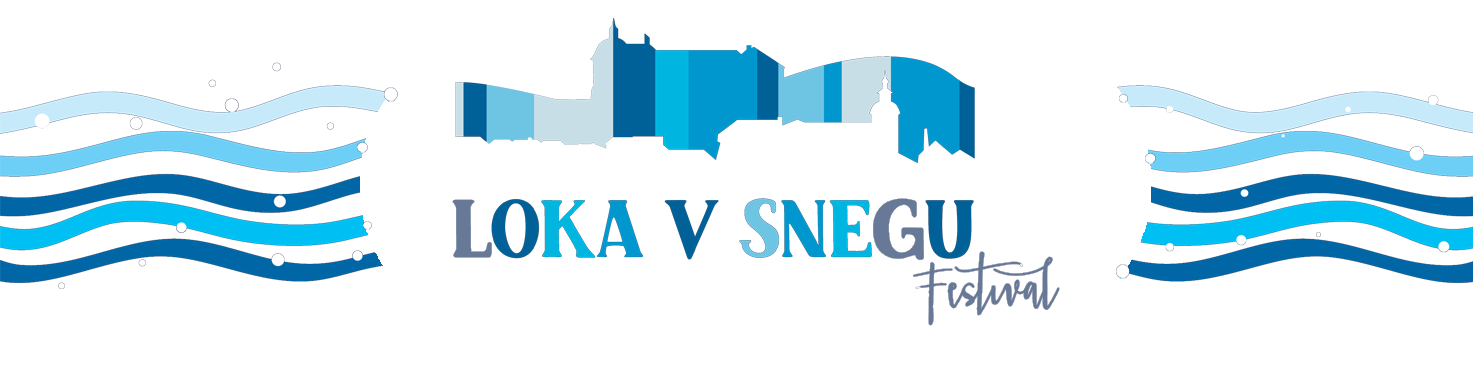 LOKA V SNEGU
Festival